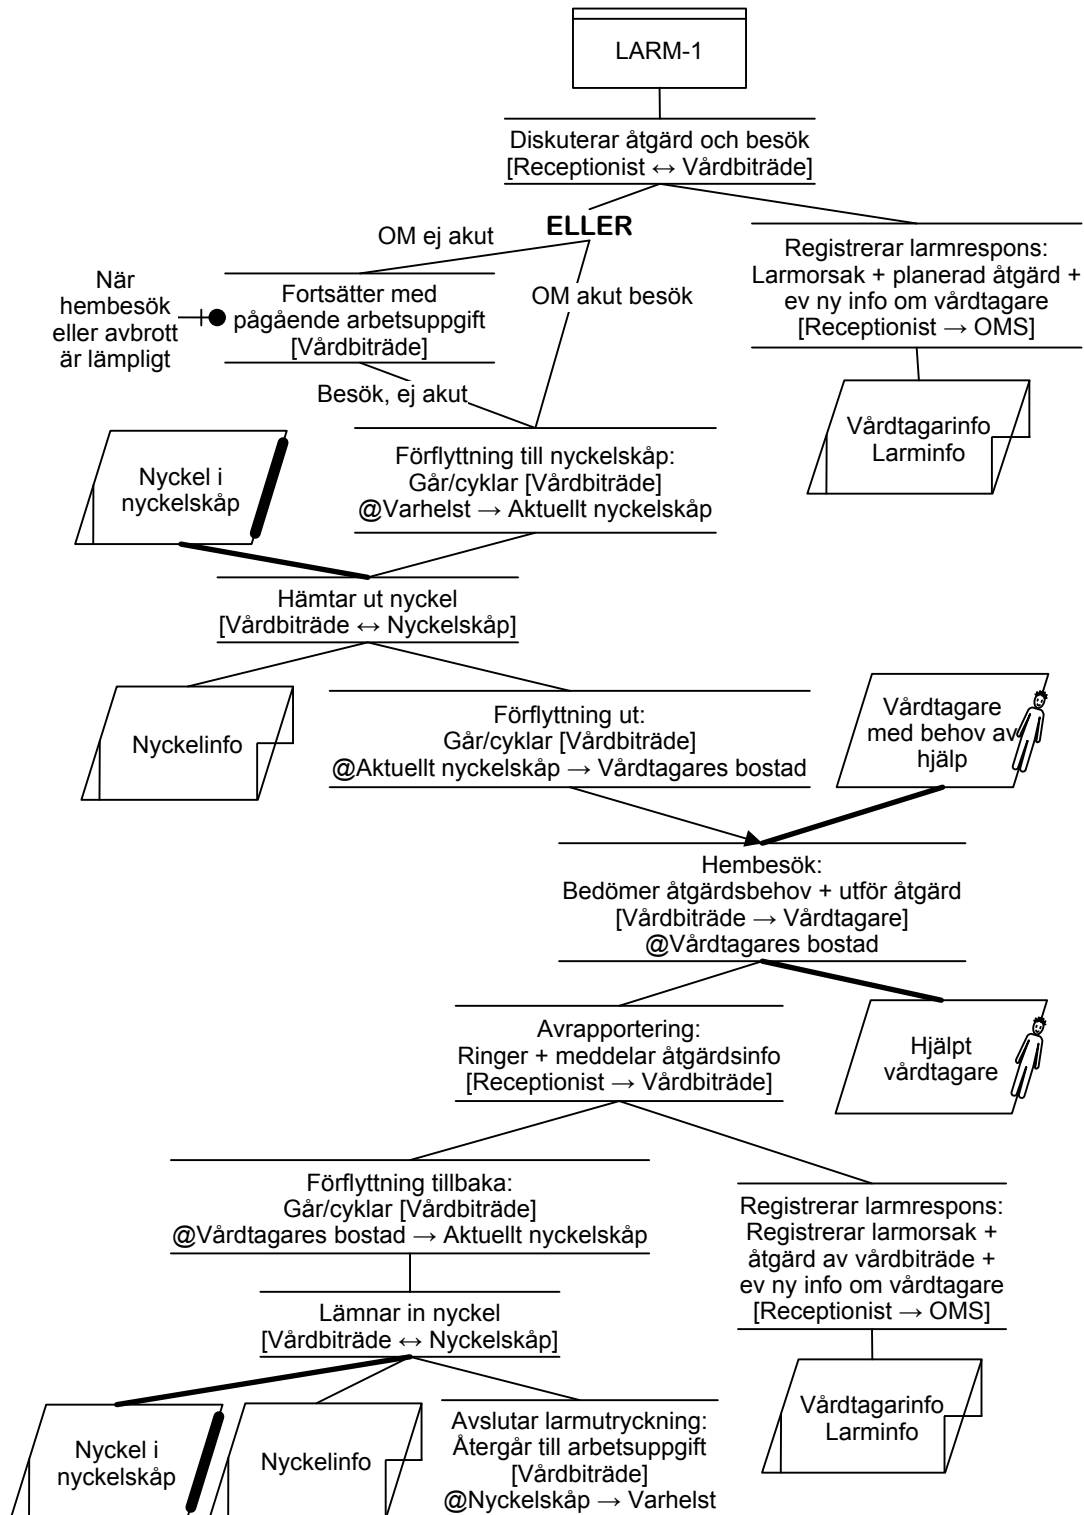 LARM-1
Diskuterar åtgärd och besök
[Receptionist ↔ Vårdbiträde]
ELLER
OM ej akut
OM akut besök
Registrerar larmrespons:
Larmorsak + planerad åtgärd +
ev ny info om vårdtagare
[Receptionist → OMS]
När
hembesök
eller avbrott
är lämpligt
Fortsätter med
pågående arbetsuppgift
[Vårdbiträde]
Besök, ej akut
Vårdtagarinfo
Larminfo
Nyckel i
nyckelskåp
Förflyttning till nyckelskåp:
Går/cyklar [Vårdbiträde]
@Varhelst → Aktuellt nyckelskåp
Hämtar ut nyckel
[Vårdbiträde ↔ Nyckelskåp]
Nyckelinfo
Förflyttning ut:
Går/cyklar [Vårdbiträde]
@Aktuellt nyckelskåp → Vårdtagares bostad
Vårdtagare
med behov av
hjälp
Hembesök:
Bedömer åtgärdsbehov + utför åtgärd
[Vårdbiträde → Vårdtagare]
@Vårdtagares bostad
Avrapportering:
Ringer + meddelar åtgärdsinfo
[Receptionist → Vårdbiträde]
Hjälpt
vårdtagare
Förflyttning tillbaka:
Går/cyklar [Vårdbiträde]
@Vårdtagares bostad → Aktuellt nyckelskåp
Registrerar larmrespons:
Registrerar larmorsak +
åtgärd av vårdbiträde +
ev ny info om vårdtagare
[Receptionist → OMS]
Lämnar in nyckel
[Vårdbiträde ↔ Nyckelskåp]
Nyckel i
nyckelskåp
Nyckelinfo
Avslutar larmutryckning:
Återgår till arbetsuppgift
[Vårdbiträde]
@Nyckelskåp → Varhelst
Vårdtagarinfo
Larminfo